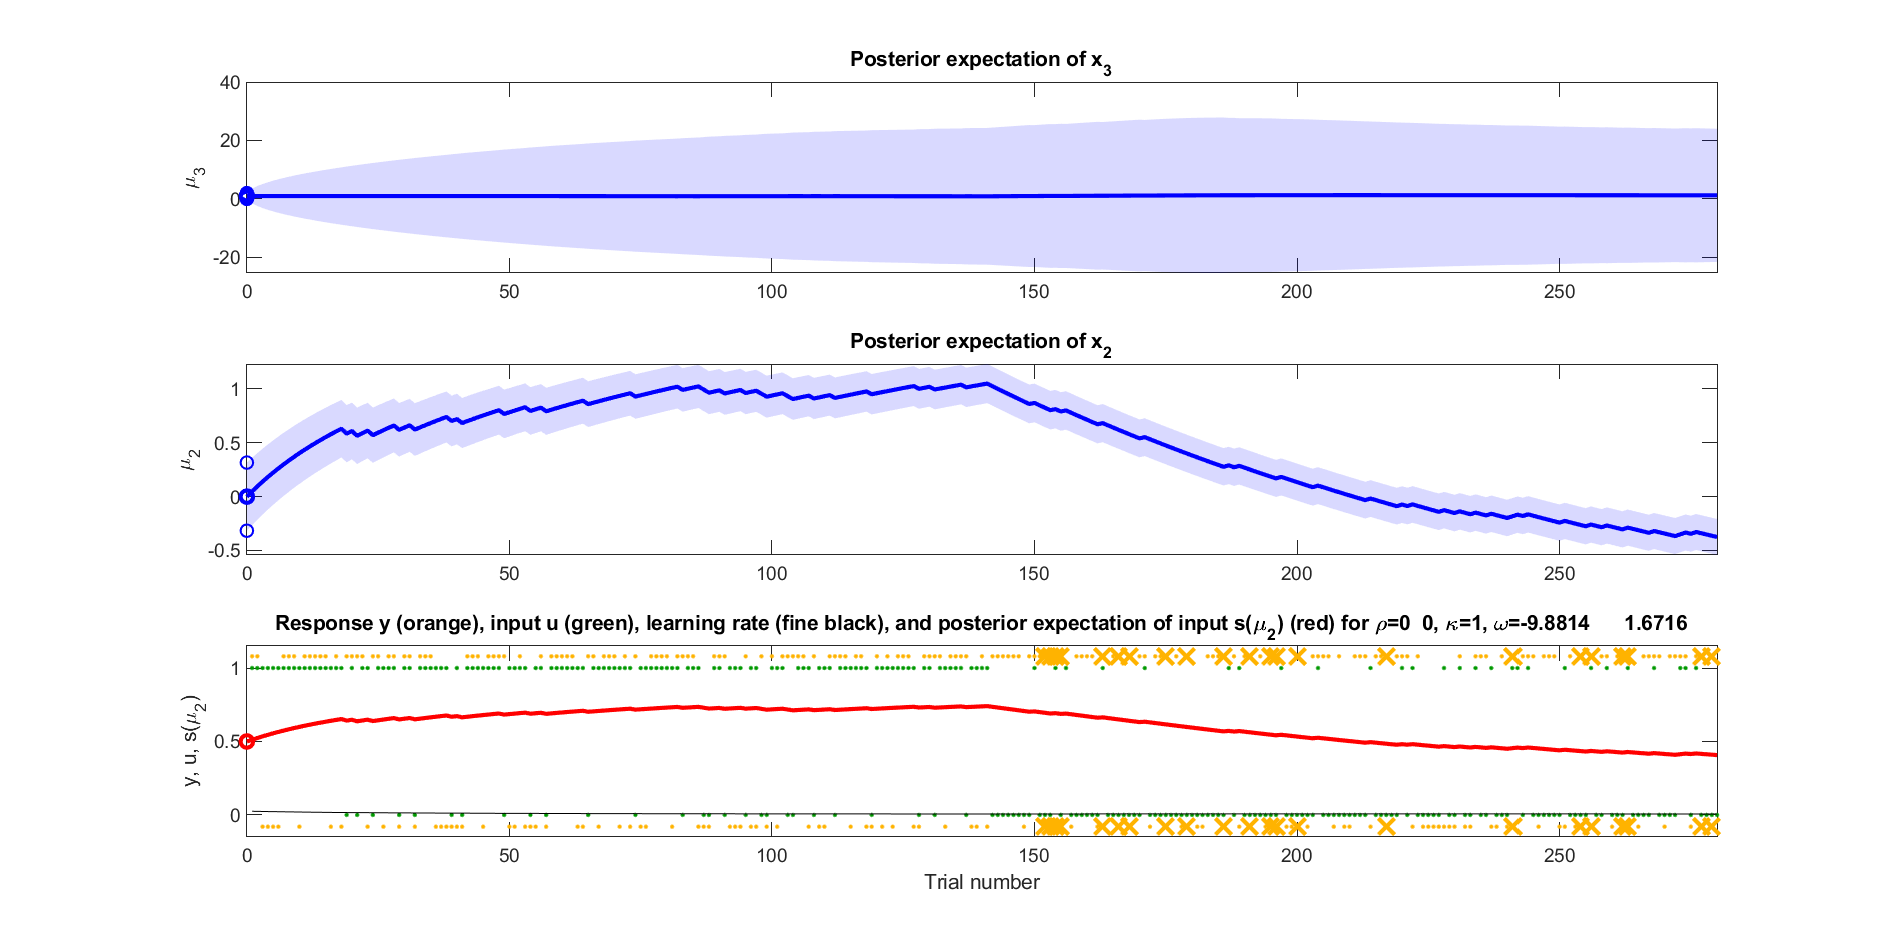 Posterior expectation of x₃
40
20
0
-20
μ₃
0 50 100 150 200 250
Posterior expectation of x₂
1
0.5
0
-0.5
μ₂
0 50 100 150 200 250
Response y (orange), input u (green), learning rate (fine black), and posterior expectation of input s(μ₂) (red) for ρ=0 0, κ=1, ω=-9.8814 1.6716
1
0.5
0
y, u, s(μ₂)
0 50 100 150 200 250
Trial number